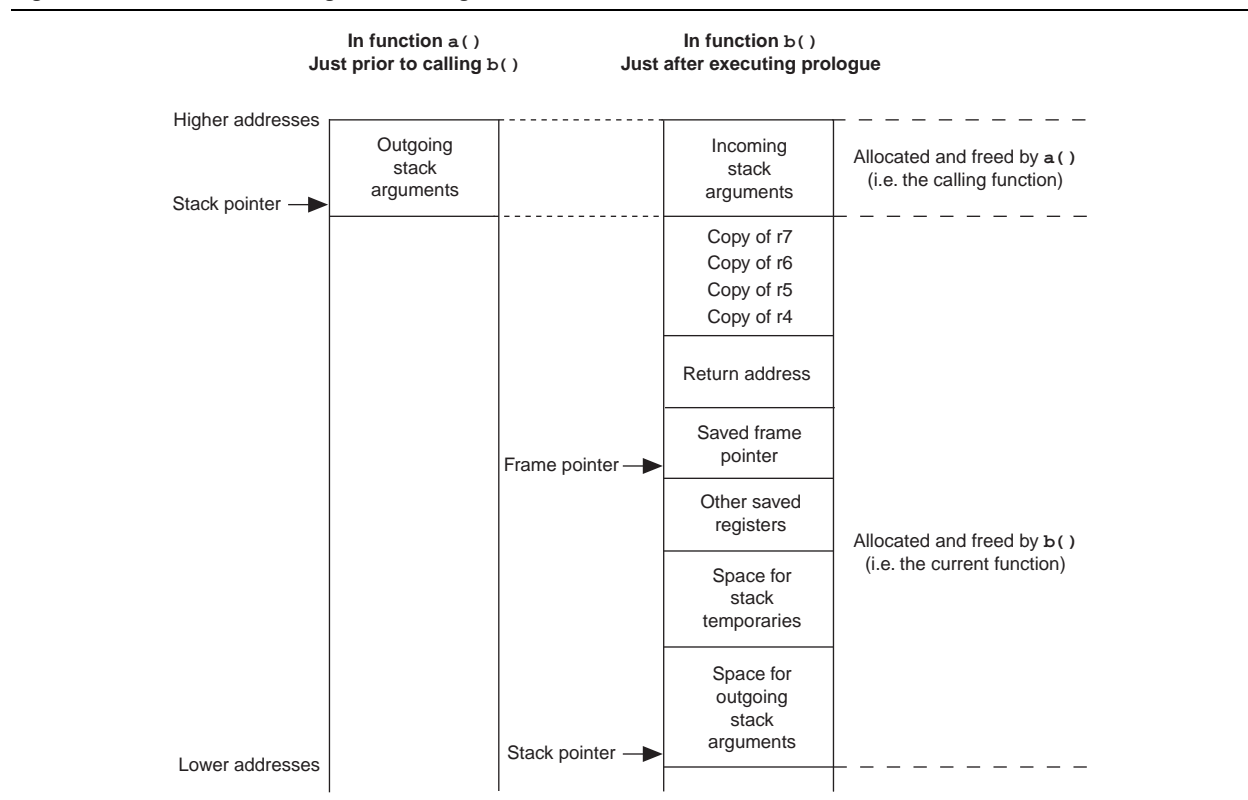 In function a()
Just prior to calling b()
In function b()
Just after executing prologue
Higher addresses
Outgoing
stack
arguments
Incoming
stack
arguments
Allocated and freed by a()
(i.e. the calling function)
Stack pointer
Copy of r7
Copy of r6
Copy of r5
Copy of r4
Return address
Saved frame
pointer
Frame pointer
Other saved
registers
Allocated and freed by b()
(i.e. the current function)
Space for
stack
temporaries
Space for
outgoing
stack
arguments
Stack pointer
Lower addresses